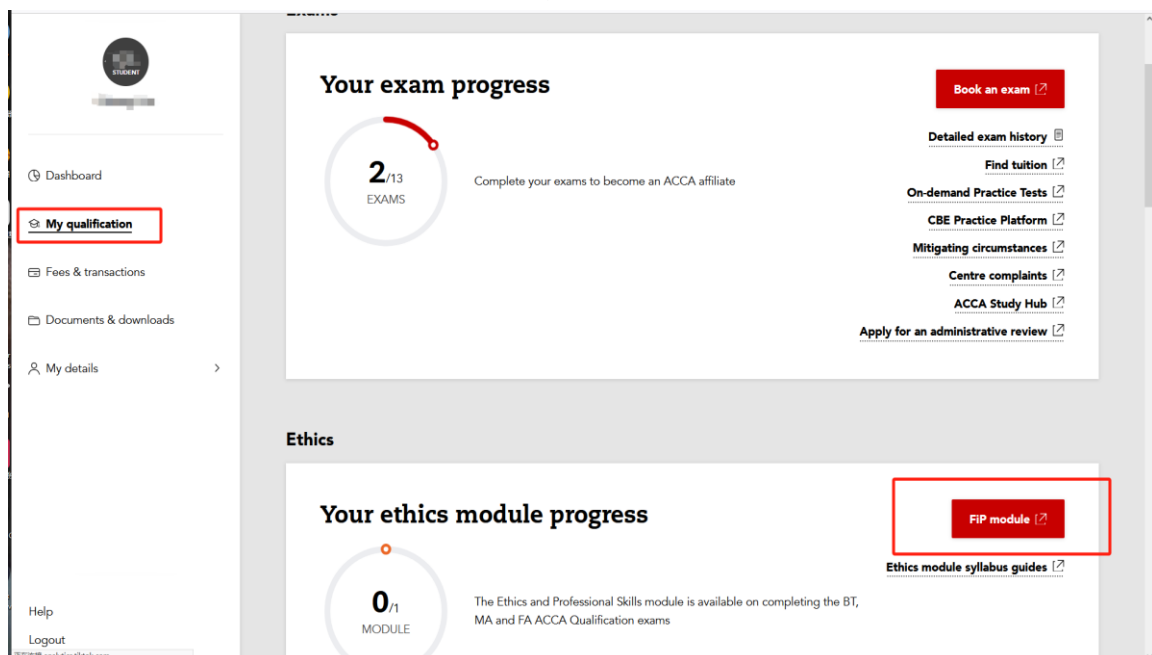 Exams
STUDENT
Dashboard
My qualification
Fees & transactions
Documents & downloads
My details
Help
Logout
Your exam progress
Book an exam
2/13
EXAMS
Complete your exams to become an ACCA affiliate
Detailed exam history
Find tuition
On-demand Practice Tests
CBE Practice Platform
Mitigating circumstances
Centre complaints
ACCA Study Hub
Apply for an administrative review
Ethics
Your ethics module progress
FiP module
Ethics module syllabus guides
0/1
MODULE
The Ethics and Professional Skills module is available on completing the BT,
MA and FA ACCA Qualification exams